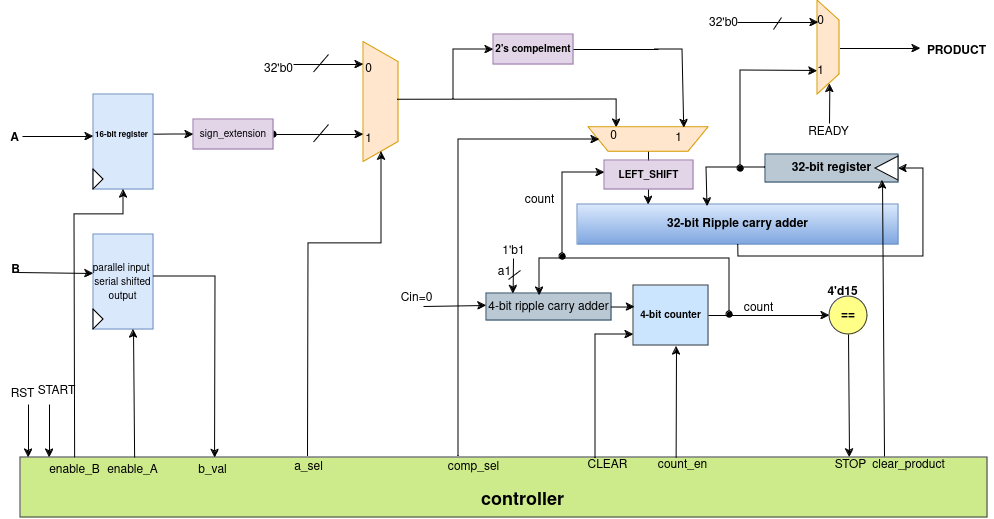 32'b0
PRODUCT
0
1
READY
2's compelment
32'b0
0
1
A
16-bit register
sign_extension
0
1
LEFT_SHIFT
32-bit register
count
32-bit Ripple carry adder
B
parallel input
serial shifted
output
1'b1
a1
Cin=0
4-bit ripple carry adder
4-bit counter
count
4'd15
==
RST
START
enable_B
enable_A
b_val
a_sel
comp_sel
CLEAR
count_en
STOP
clear_product
controller